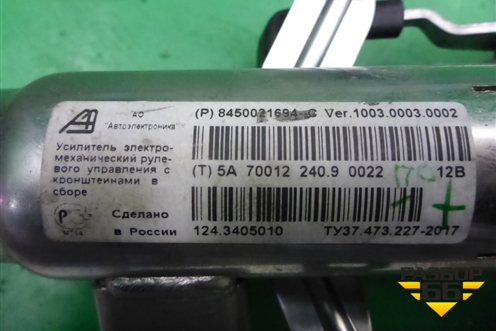 АО
"Автоэлектроника"
(P) 8450021694 C Ver.1003.0003.0002
Усилитель электро-
механический руле-
вого управления с
кронштейнами в
сборе
(T) 5A 70012 240.9 0022 12В
Сделано
в России
124.3405010 ТУ37.473.227-2017
РАЗБОР
66